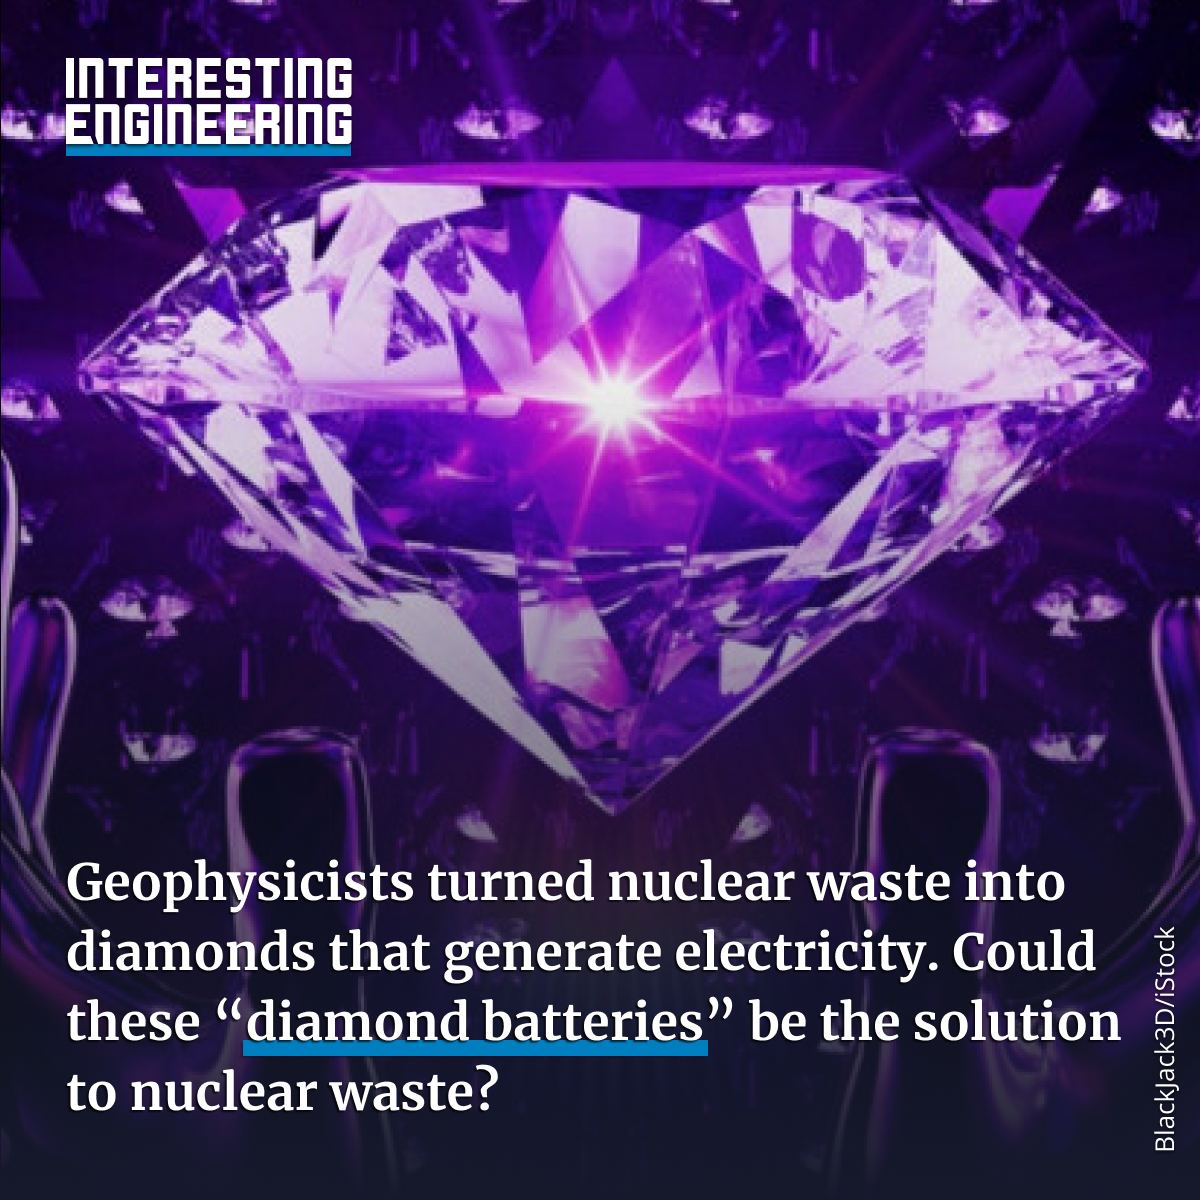 INTERESTING
ENGINEERING
Geophysicists turned nuclear waste into
diamonds that generate electricity. Could
these “diamond batteries” be the solution
to nuclear waste?
BlackJack3D/iStock